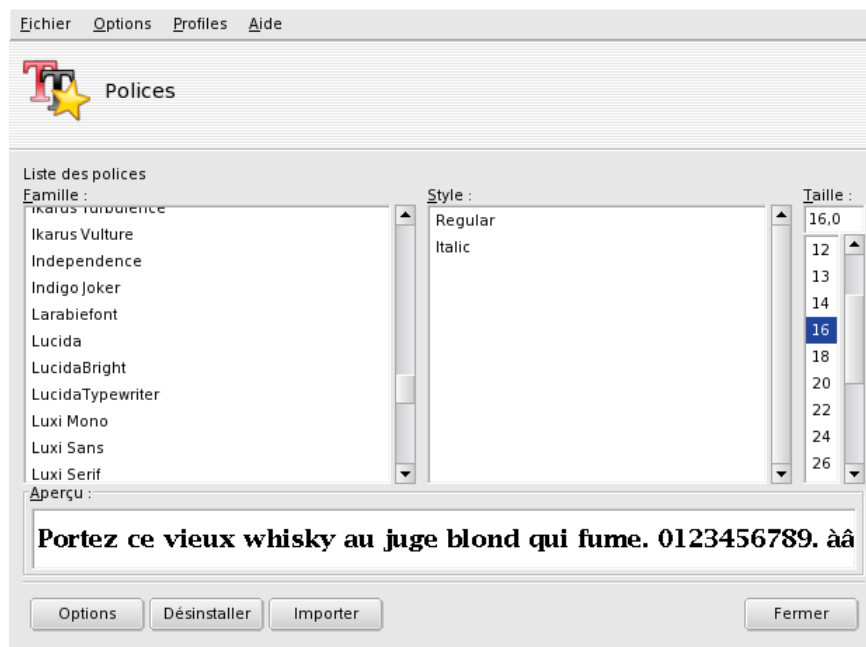 Fichier Options Profiles Aide
Polices
Liste des polices
Famille :
Ikarus Turbulence
Ikarus Vulture
Independence
Indigo Joker
Larabiefont
Lucida
LucidaBright
LucidaTypewriter
Luxi Mono
Luxi Sans
Luxi Serif
Style :
Regular
Italic
Taille :
16,0
12
13
14
16
18
20
22
24
26
Aperçu :
Portez ce vieux whisky au juge blond qui fume. 0123456789. àâ
Options Désinstaller Importer Fermer